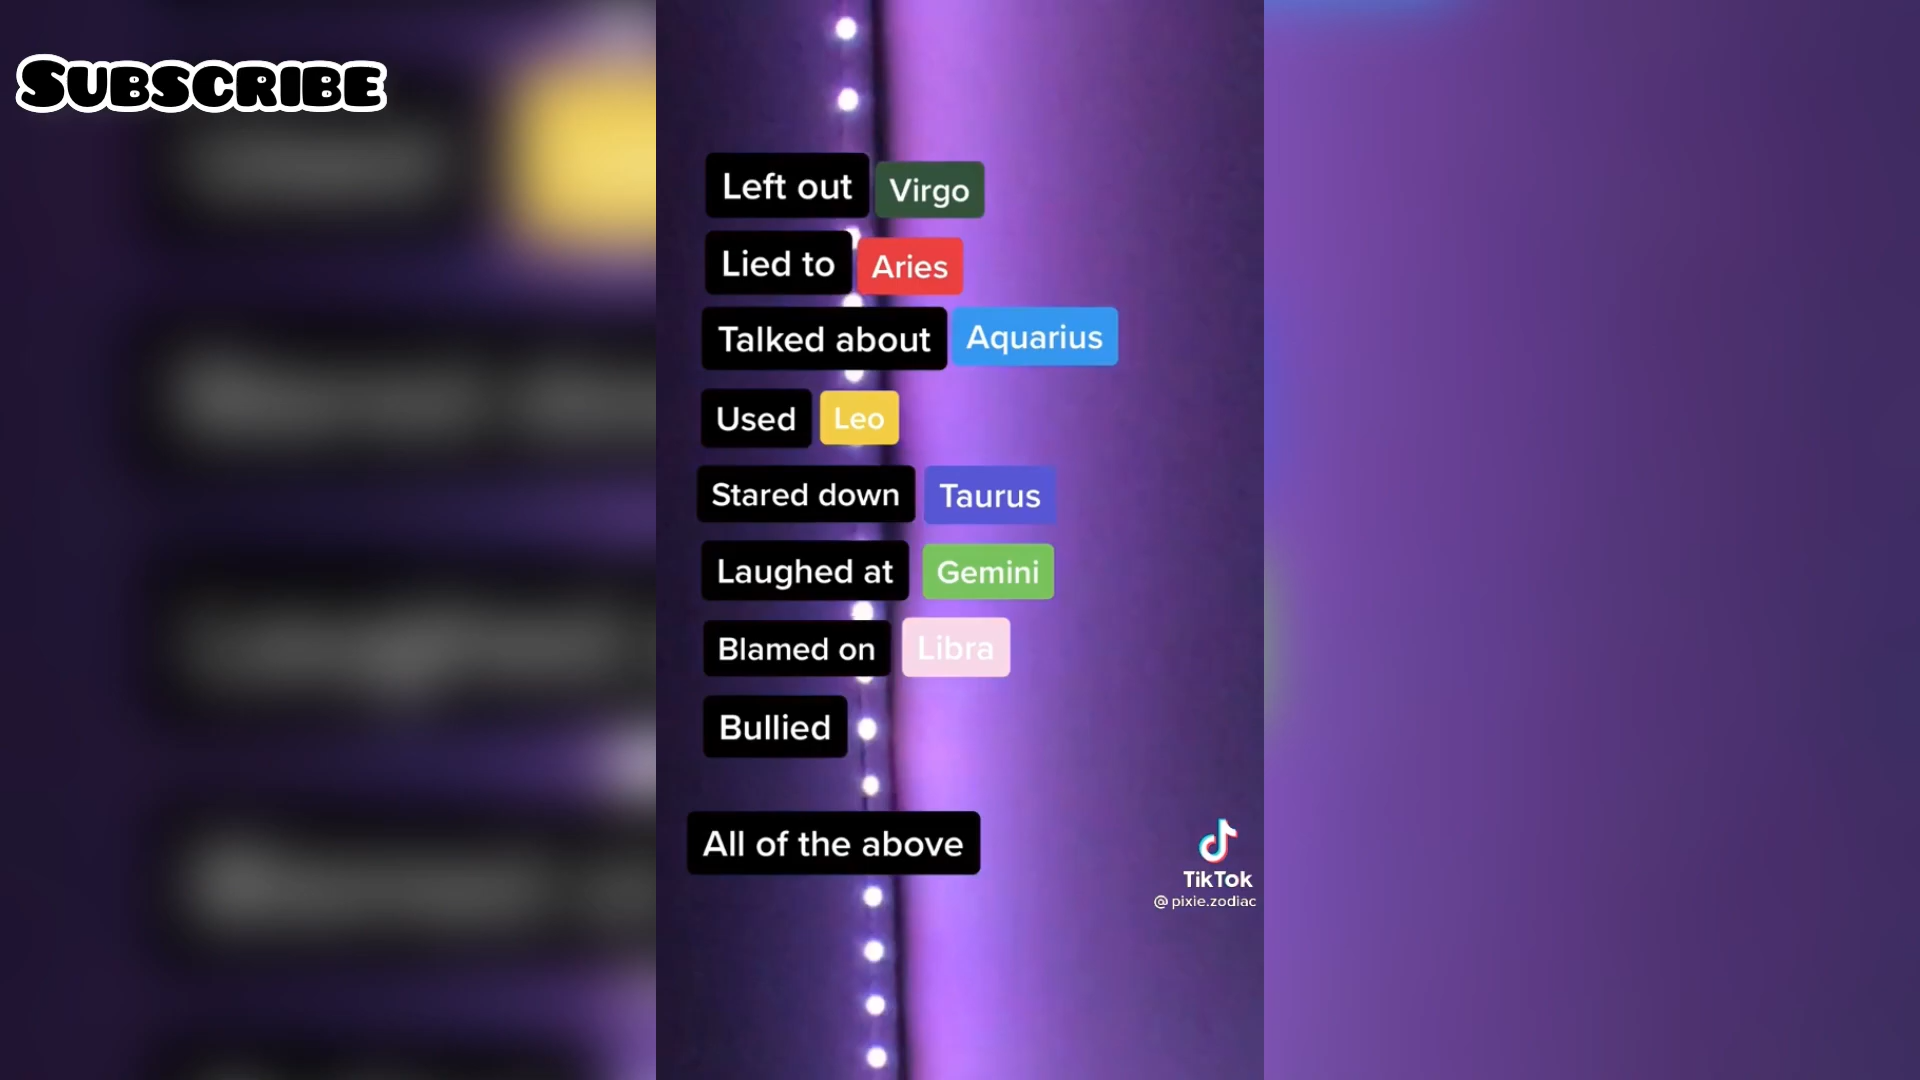 SUBSCRIBE
Left out Virgo
Lied to Aries
Talked about Aquarius
Used Leo
Stared down Taurus
Laughed at Gemini
Blamed on Libra
Bullied
All of the above
TikTok
@pixie.zodiac